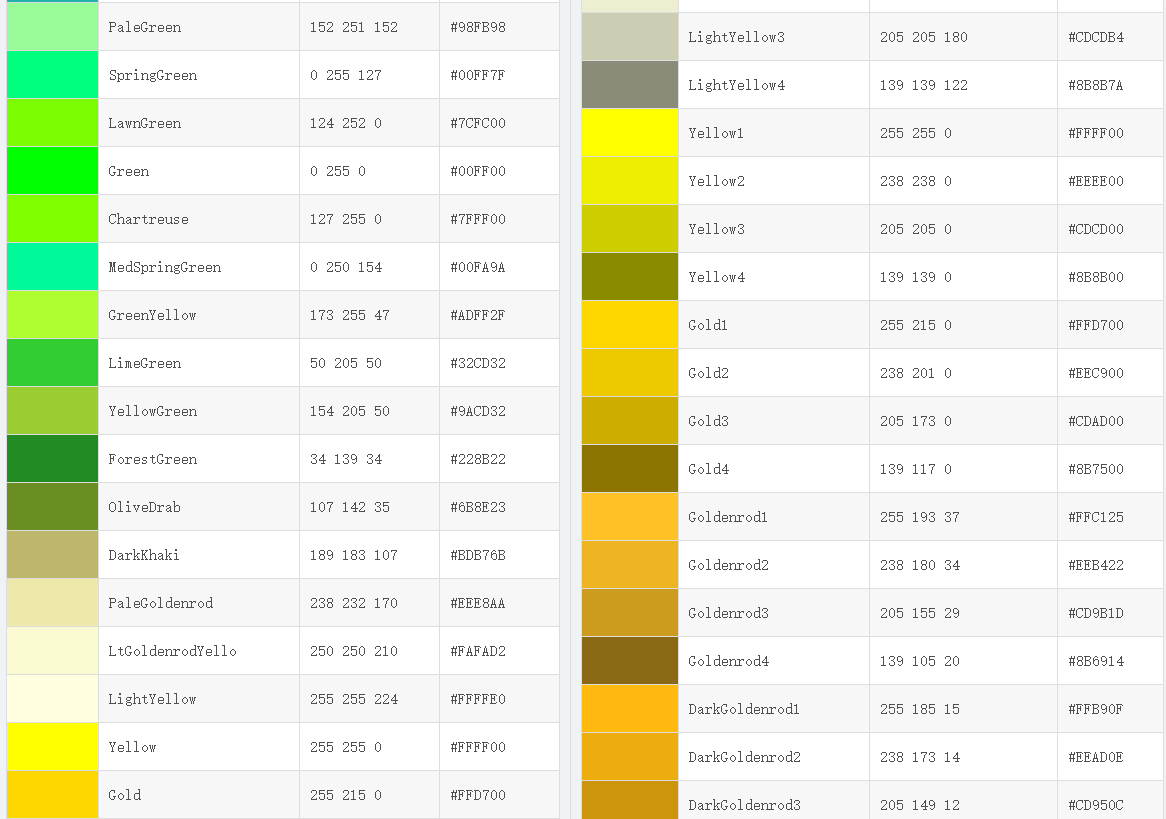 PaleGreen 152 251 152 #98FB98
SpringGreen 0 255 127 #00FF7F
LawnGreen 124 252 0 #7CFC00
Green 0 255 0 #00FF00
Chartreuse 127 255 0 #7FFF00
MedSpringGreen 0 250 154 #00FA9A
GreenYellow 173 255 47 #ADFF2F
LimeGreen 50 205 50 #32CD32
YellowGreen 154 205 50 #9ACD32
ForestGreen 34 139 34 #228B22
OliveDrab 107 142 35 #6B8E23
DarkKhaki 189 183 107 #BDB76B
PaleGoldenrod 238 232 170 #EEE8AA
LtGoldenrodYello 250 250 210 #FAFAD2
LightYellow 255 255 224 #FFFFE0
Yellow 255 255 0 #FFFF00
Gold 255 215 0 #FFD700
LightYellow3 205 205 180 #CDCDB4
LightYellow4 139 139 122 #8B8B7A
Yellow1 255 255 0 #FFFF00
Yellow2 238 238 0 #EEEE00
Yellow3 205 205 0 #CDCD00
Yellow4 139 139 0 #8B8B00
Gold1 255 215 0 #FFD700
Gold2 238 201 0 #EEC900
Gold3 205 173 0 #CDAD00
Gold4 139 117 0 #8B7500
Goldenrod1 255 193 37 #FFC125
Goldenrod2 238 180 34 #EEB422
Goldenrod3 205 155 29 #CD9B1D
Goldenrod4 139 105 20 #8B6914
DarkGoldenrod1 255 185 15 #FFB90F
DarkGoldenrod2 238 173 14 #EEAD0E
DarkGoldenrod3 205 149 12 #CD950C